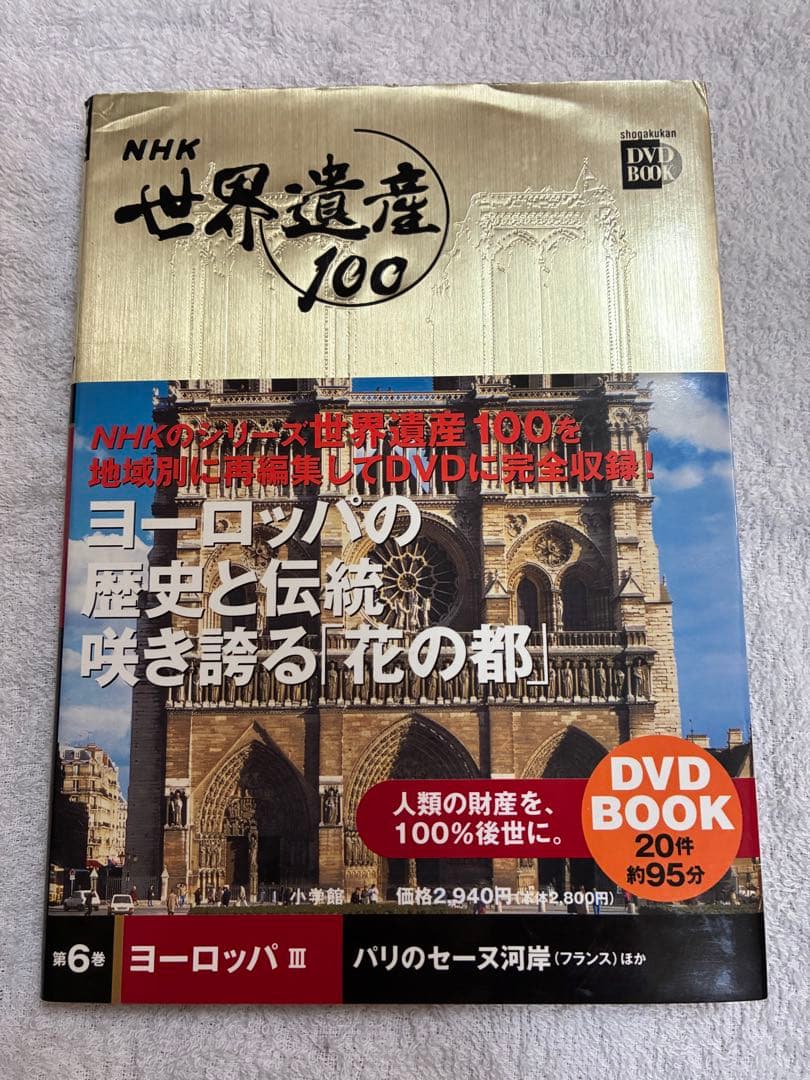 NHK
世界遺産
100
shogakukan
DVD
BOOK
NHKのシリーズ世界遺産100を
地域別に再編集してDVDに完全収録!
ヨーロッパの
歴史と伝統
咲き誇る「花の都」
人類の財産を、
100%後世に。
DVD
BOOK
20件
約95分
小学館 価格2,940円(本体2,800円)
第6巻 ヨーロッパ III パリのセーヌ河岸(フランス)ほか